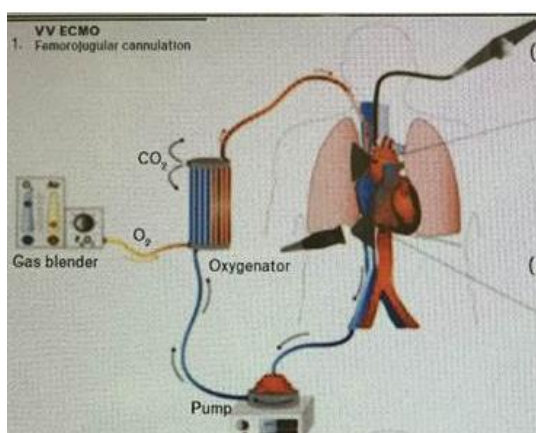 VV ECMO
1. Femorojugular cannulation
CO₂
O₂
Gas blender
Oxygenator
Pump
(
(